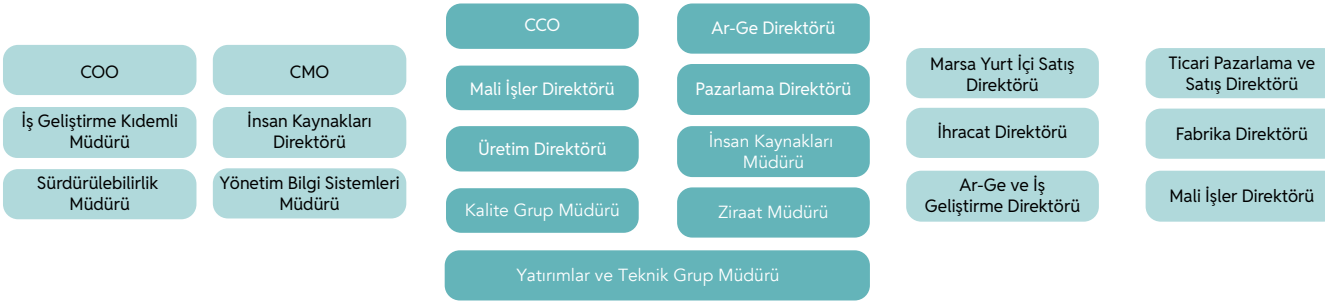 COO
CMO
İş Geliştirme Kıdemli
Müdürü
İnsan Kaynakları
Direktörü
Sürdürülebilirlik
Müdürü
Yönetim Bilgi Sistemleri
Müdürü
CCO
Ar-Ge Direktörü
Mali İşler Direktörü
Pazarlama Direktörü
Üretim Direktörü
İnsan Kaynakları
Müdürü
Kalite Grup Müdürü
Ziraat Müdürü
Yatırımlar ve Teknik Grup Müdürü
Marsa Yurt İçi Satış
Direktörü
Ticari Pazarlama ve
Satış Direktörü
İhracat Direktörü
Fabrika Direktörü
Ar-Ge ve İş
Geliştirme Direktörü
Mali İşler Direktörü